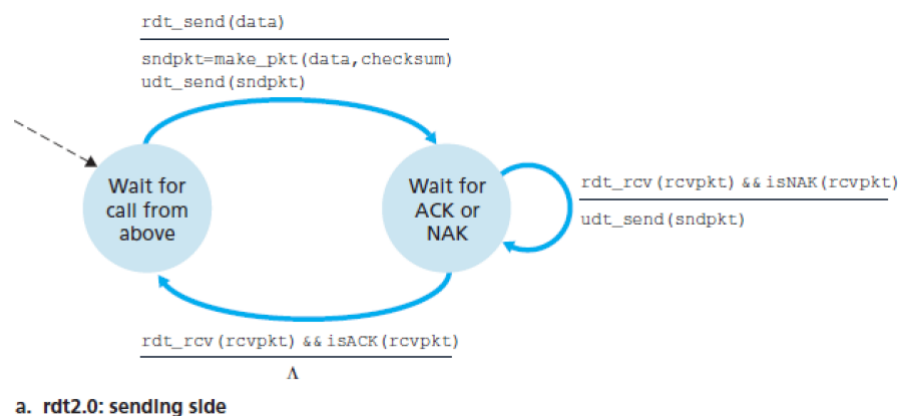 rdt_send(data)
sndpkt=make_pkt(data,checksum)
udt_send(sndpkt)
Wait for
call from
above
Wait for
ACK or
NAK
rdt_rcv(rcvpkt) && isNAK(rcvpkt)
udt_send(sndpkt)
rdt_rcv(rcvpkt) && isACK(rcvpkt)
Λ
a. rdt2.0: sending side